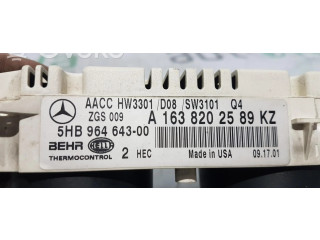 AACC HW3301 /D08 /SW3101 Q4
ZGS 009
A 163 820 25 89 KZ
5HB 964 643-00
BEHR HELLA
THERMOCONTROL
2 HEC
Made in USA
09.17.01